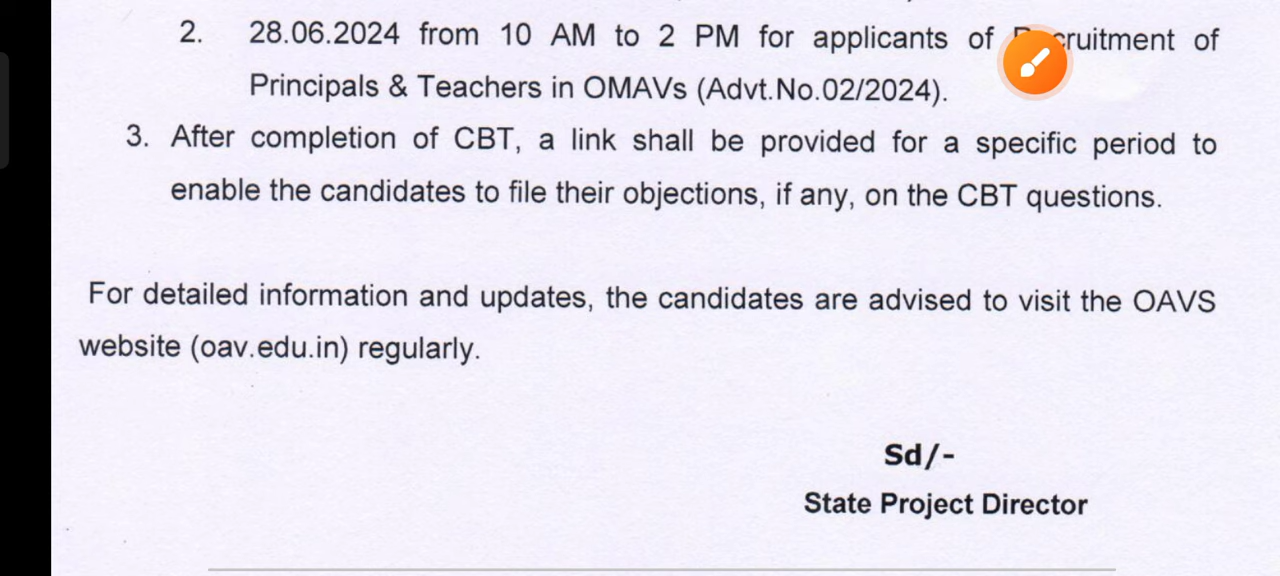 2. 28.06.2024 from 10 AM to 2 PM for applicants of Recruitment of
Principals & Teachers in OMAVs (Advt.No.02/2024).
3. After completion of CBT, a link shall be provided for a specific period to
enable the candidates to file their objections, if any, on the CBT questions.
For detailed information and updates, the candidates are advised to visit the OAVS
website (oav.edu.in) regularly.
Sd/-
State Project Director